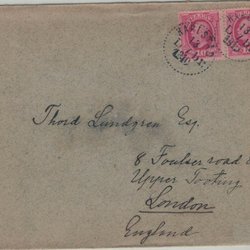 Thord Lundgren Esq.
8 Foulser road
Upper Tooting
London
England